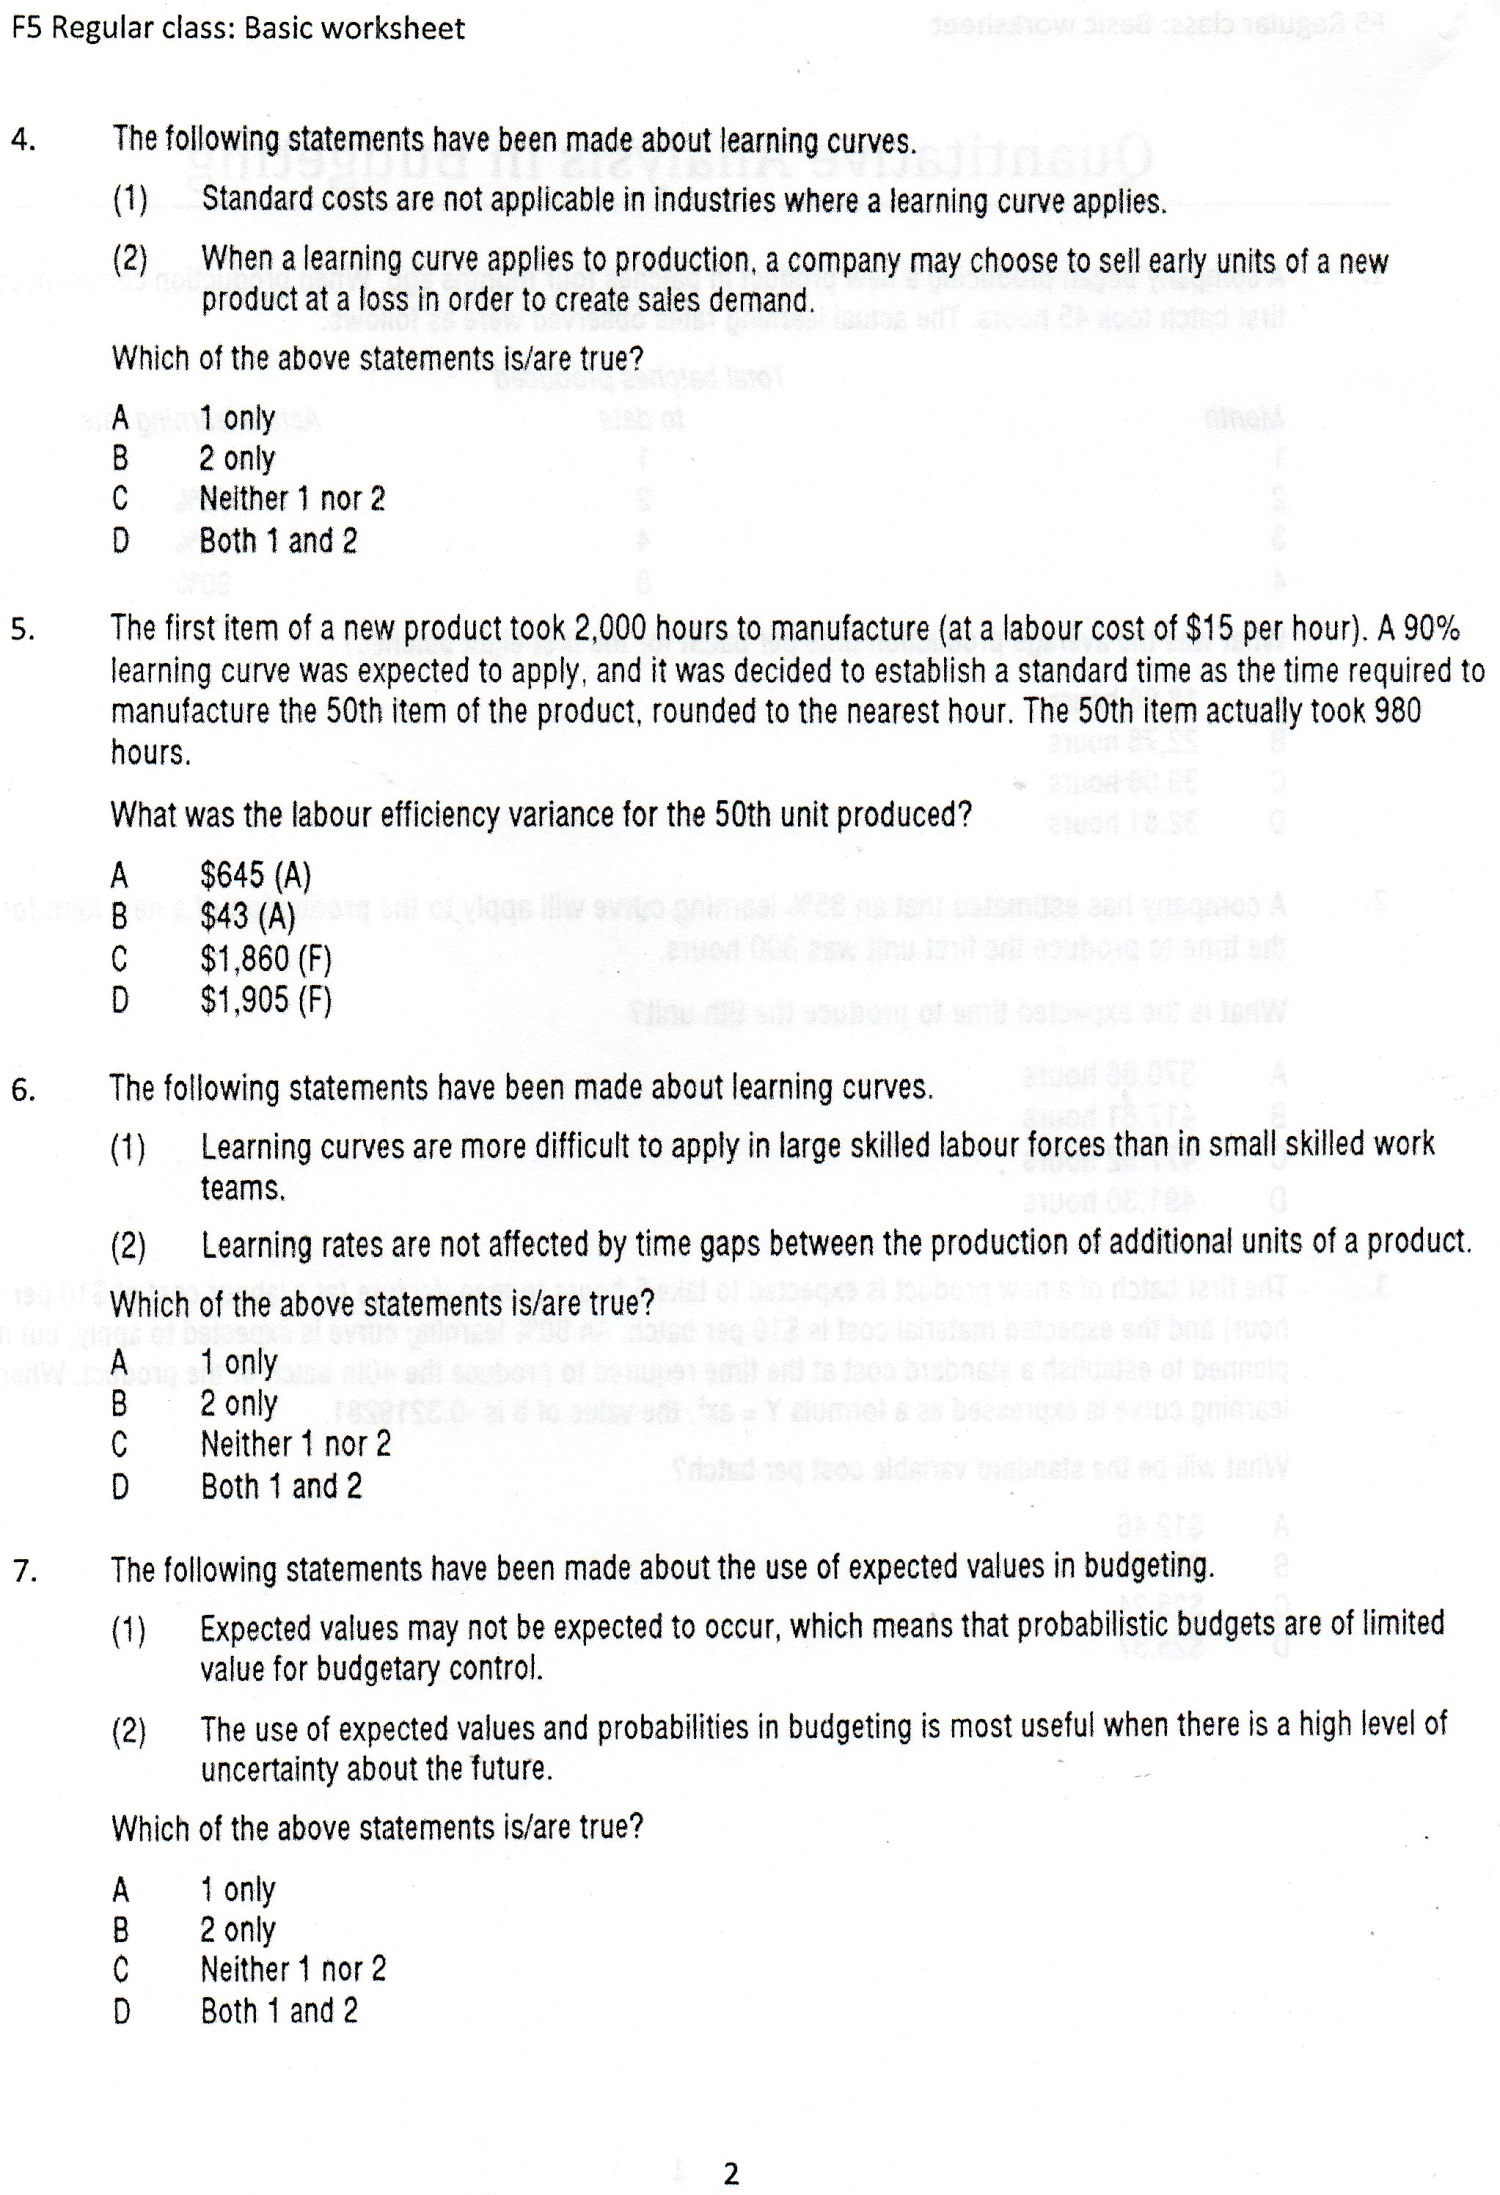 F5 Regular class: Basic worksheet
4. The following statements have been made about learning curves.
(1) Standard costs are not applicable in industries where a learning curve applies.
(2) When a learning curve applies to production, a company may choose to sell early units of a new
product at a loss in order to create sales demand.
Which of the above statements is/are true?
A 1 only
B 2 only
C Neither 1 nor 2
D Both 1 and 2
5. The first item of a new product took 2,000 hours to manufacture (at a labour cost of $15 per hour). A 90%
learning curve was expected to apply, and it was decided to establish a standard time as the time required to
manufacture the 50th item of the product, rounded to the nearest hour. The 50th item actually took 980
hours.
What was the labour efficiency variance for the 50th unit produced?
A $645 (A)
B $43 (A)
C $1,860 (F)
D $1,905 (F)
6. The following statements have been made about learning curves.
(1) Learning curves are more difficult to apply in large skilled labour forces than in small skilled work
teams.
(2) Learning rates are not affected by time gaps between the production of additional units of a product.
Which of the above statements is/are true?
A 1 only
B 2 only
C Neither 1 nor 2
D Both 1 and 2
7. The following statements have been made about the use of expected values in budgeting.
(1) Expected values may not be expected to occur, which means that probabilistic budgets are of limited
value for budgetary control.
(2) The use of expected values and probabilities in budgeting is most useful when there is a high level of
uncertainty about the future.
Which of the above statements is/are true?
A 1 only
B 2 only
C Neither 1 nor 2
D Both 1 and 2
2